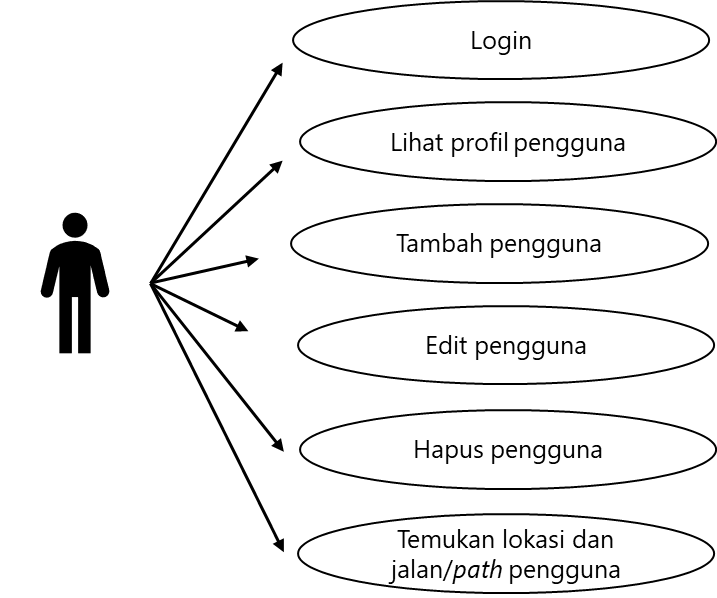 Login
Lihat profil pengguna
Tambah pengguna
Edit pengguna
Hapus pengguna
Temukan lokasi dan
jalan/path pengguna